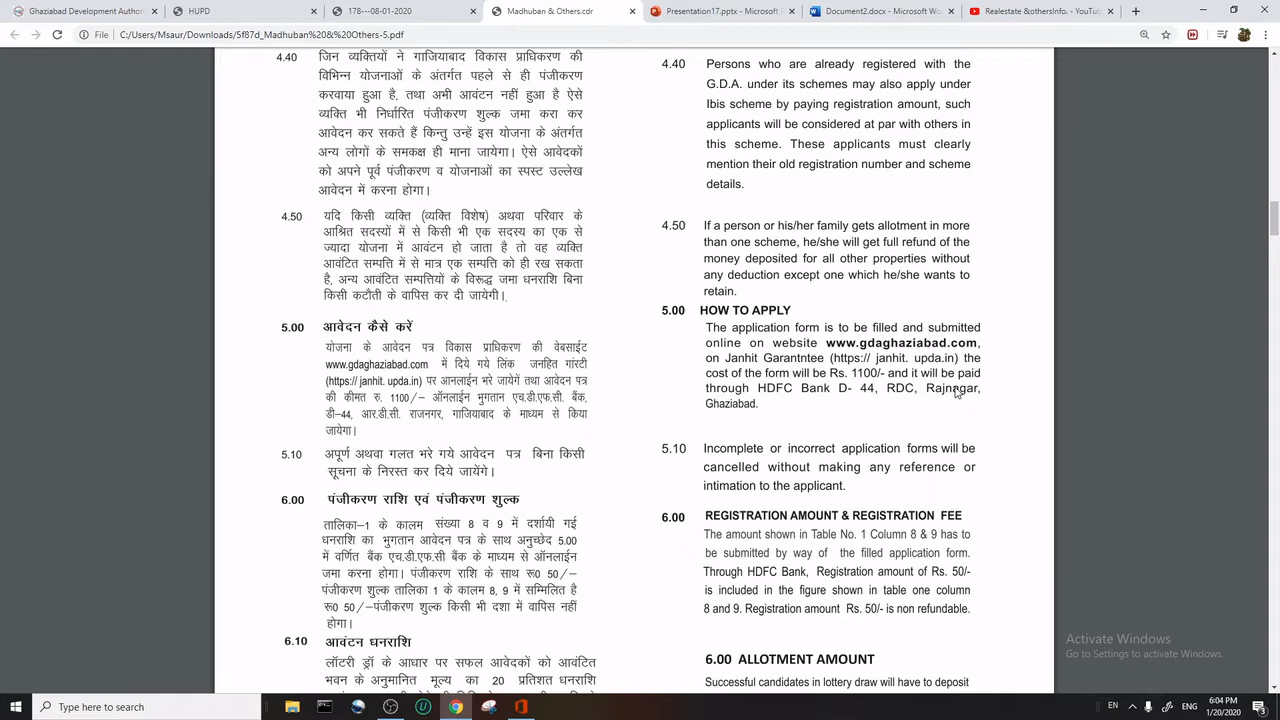 Ghaziabad Development Author
HUPD
178---08-01-2020
Madhuban & Others.cdr
Presentation17.pptx - Microsoft F
Document2.docx - Microsoft Wo
Realestate &othersInfo. - YouTu
File
C:/Users/Msaur/Downloads/5f87d_Madhuban%20&%20Others-5.pdf
4.40 जिन व्यक्तियों ने गाजियाबाद विकास प्राधिकरण की
विभिन्न योजनाओं के अंतर्गत पहले से ही पंजीकरण
करवाया हुआ है, तथा अभी आवंटन नहीं हुआ है ऐसे
व्यक्ति भी निर्धारित पंजीकरण शुल्क जमा करा कर
आवेदन कर सकते हैं किन्तु उन्हें इस योजना के अंतर्गत
अन्य लोगों के समकक्ष ही माना जायेगा। ऐसे आवेदकों
को अपने पूर्व पंजीकरण व योजनाओं का स्पस्ट उल्लेख
आवेदन में करना होगा।
4.50 यदि किसी व्यक्ति (व्यक्ति विशेष) अथवा परिवार के
आश्रित सदस्यों में से किसी भी एक सदस्य का एक से
ज्यादा योजना में आवंटन हो जाता है तो वह व्यक्ति
आवंटित सम्पत्ति में से मात्र एक सम्पत्ति को ही रख सकता
है, अन्य आवंटित सम्पत्तियों के विरूद्ध जमा धनराशि बिना
किसी कटौती के वापिस कर दी जायेगी।
5.00 आवेदन कैसे करें
योजना के आवेदन पत्र विकास प्राधिकरण की वेबसाईट
www.gdaghaziabad.com में दिये गये लिंक जनहित गांरटी
(https:// janhit. upda.in) पर आनलाईन भरे जायेगें तथा आवेदन पत्र
की कीमत रु. 1100/- ऑनलाईन भुगतान एच.डी.एफ.सी. बैंक,
डी-44, आर.डी.सी. राजनगर, गाजियाबाद के माध्यम से किया
जायेगा।
5.10 अपूर्ण अथवा गलत भरे गये आवेदन पत्र बिना किसी
सूचना के निरस्त कर दिये जायेंगे।
6.00 पंजीकरण राशि एवं पंजीकरण शुल्क
तालिका-1 के कालम संख्या 8 व 9 में दर्शायी गई
धनराशि का भुगतान आवेदन पत्र के साथ अनुच्छेद 5.00
में वर्णित बैंक एच.डी.एफ.सी बैंक के माध्यम से ऑनलाईन
जमा करना होगा। पंजीकरण राशि के साथ रू0 50/-
पंजीकरण शुल्क तालिका 1 के कालम 8, 9 में सम्मिलित है
रू0 50/-पंजीकरण शुल्क किसी भी दशा में वापिस नहीं
होगा।
6.10 आवंटन धनराशि
लॉटरी ड्रॉ के आधार पर सफल आवेदकों को आवंटित
भवन के अनुमानित मूल्य का 20 प्रतिशत धनराशि
4.40 Persons who are already registered with the
G.D.A. under its schemes may also apply under
Ibis scheme by paying registration amount, such
applicants will be considered at par with others in
this scheme. These applicants must clearly
mention their old registration number and scheme
details.
4.50 If a person or his/her family gets allotment in more
than one scheme, he/she will get full refund of the
money deposited for all other properties without
any deduction except one which he/she wants to
retain.
5.00 HOW TO APPLY
The application form is to be filled and submitted
online on website www.gdaghaziabad.com,
on Janhit Garantntee (https:// janhit. upda.in) the
cost of the form will be Rs. 1100/- and it will be paid
through HDFC Bank D- 44, RDC, Rajnagar,
Ghaziabad.
5.10 Incomplete or incorrect application forms will be
cancelled without making any reference or
intimation to the applicant.
6.00 REGISTRATION AMOUNT & REGISTRATION FEE
The amount shown in Table No. 1 Column 8 & 9 has to
be submitted by way of the filled application form.
Through HDFC Bank, Registration amount of Rs. 50/-
is included in the figure shown in table one column
8 and 9. Registration amount Rs. 50/- is non refundable.
6.00 ALLOTMENT AMOUNT
Successful candidates in lottery draw will have to deposit
Activate Windows
Go to Settings to activate Windows.
Type here to search
EN
6:04 PM
1/20/2020